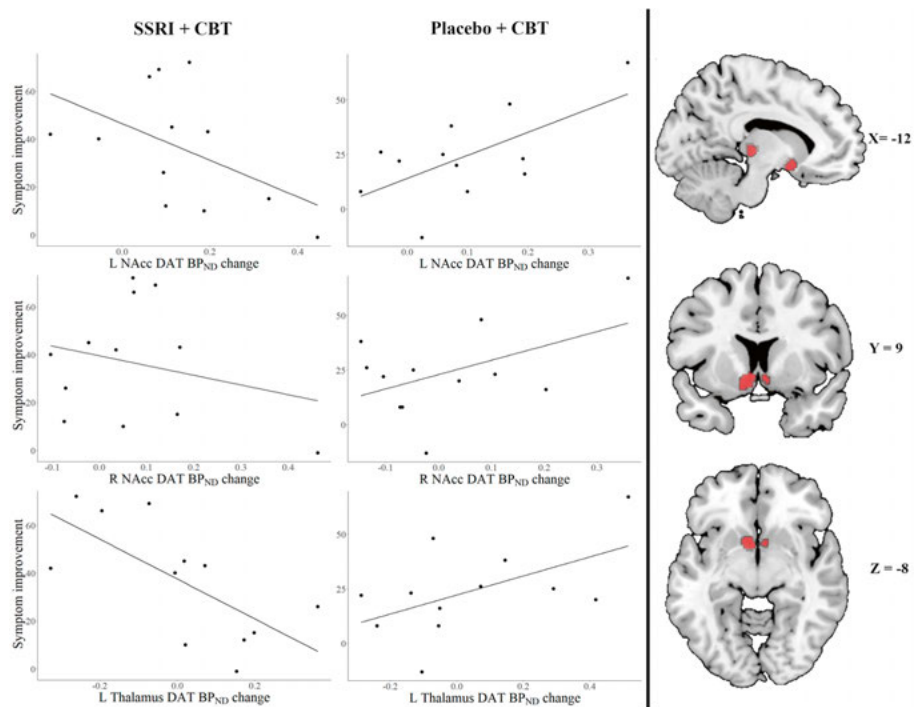 SSRI + CBT
Placebo + CBT
Symptom improvement
0 20 40 60
0.0 0.2 0.4
L NAcc DAT BPND change
0 25 50
0.0 0.1 0.2 0.3
L NAcc DAT BPND change
X= -12
Symptom improvement
0 20 40 60
-0.1 0.0 0.1 0.2 0.3 0.4
R NAcc DAT BPND change
0 25 50
-0.1 0.0 0.1 0.2 0.3
R NAcc DAT BPND change
Y = 9
Symptom improvement
0 20 40 60
-0.2 0.0 0.2
L Thalamus DAT BPND change
0 25 50
-0.2 0.0 0.2 0.4
L Thalamus DAT BPND change
Z = -8